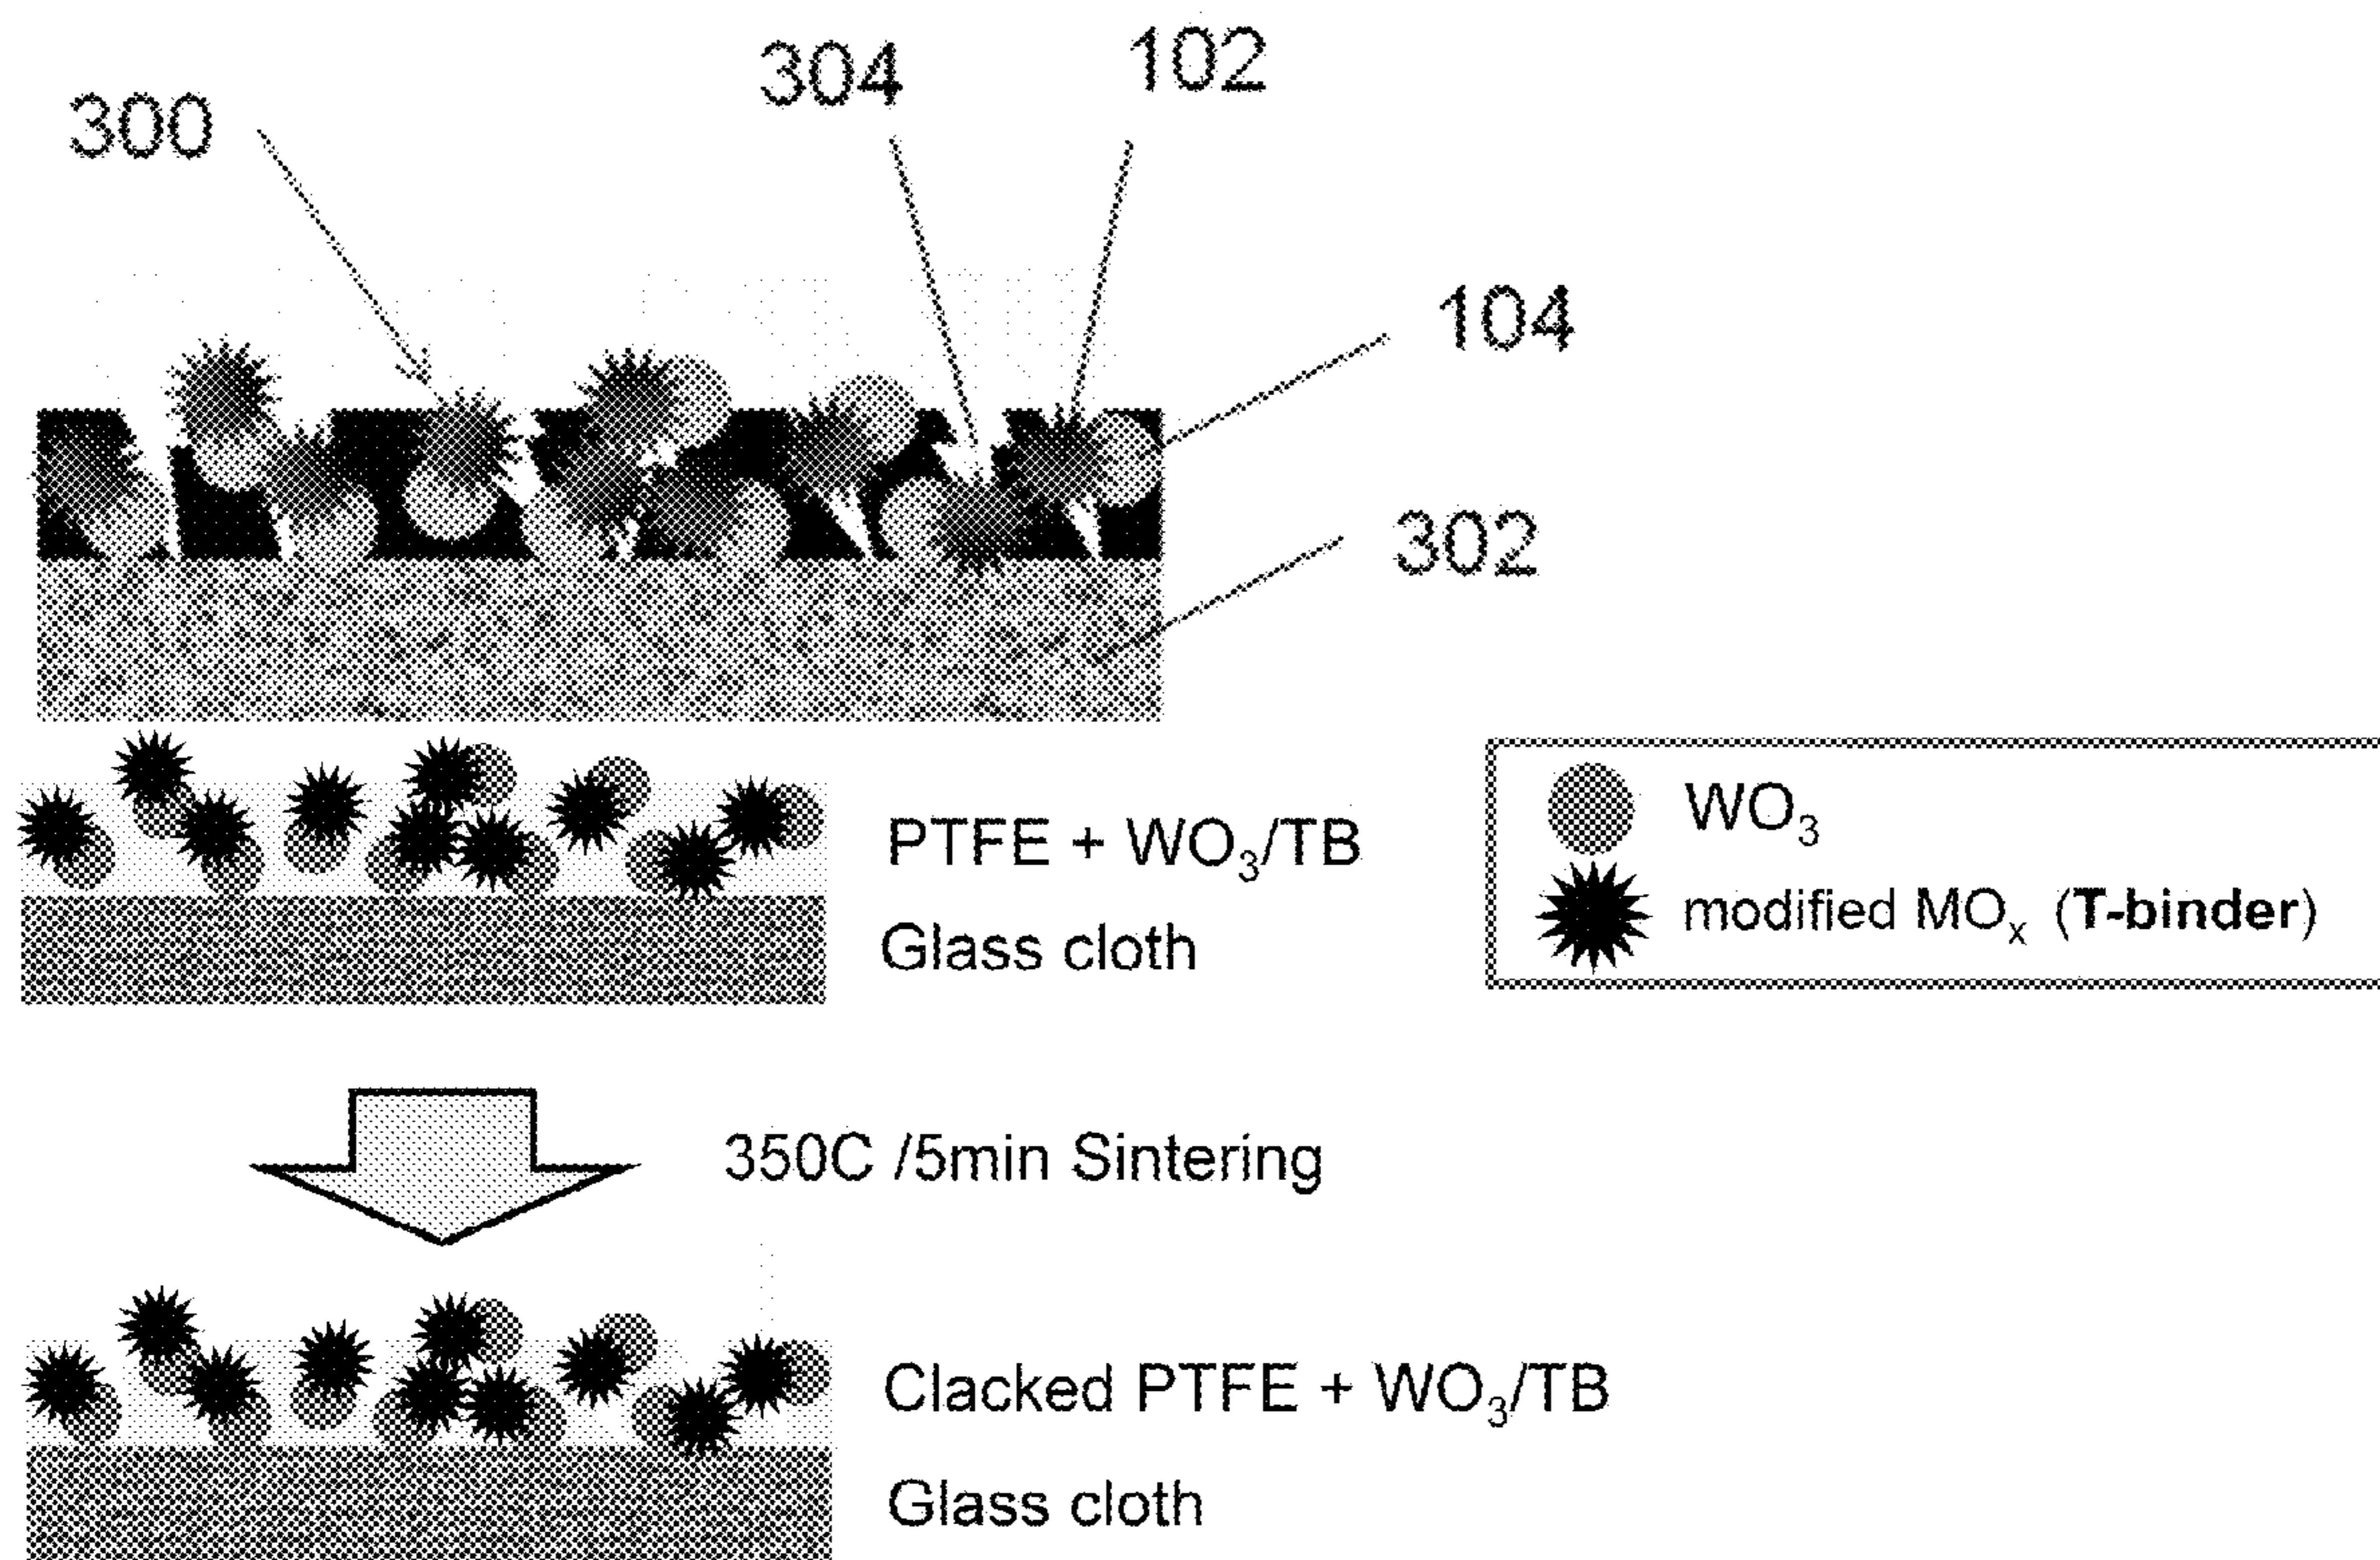 300
304
102
104
302
PTFE + WO₃/TB
Glass cloth
WO₃
modified MOₓ (T-binder)
350C /5min Sintering
Clacked PTFE + WO₃/TB
Glass cloth